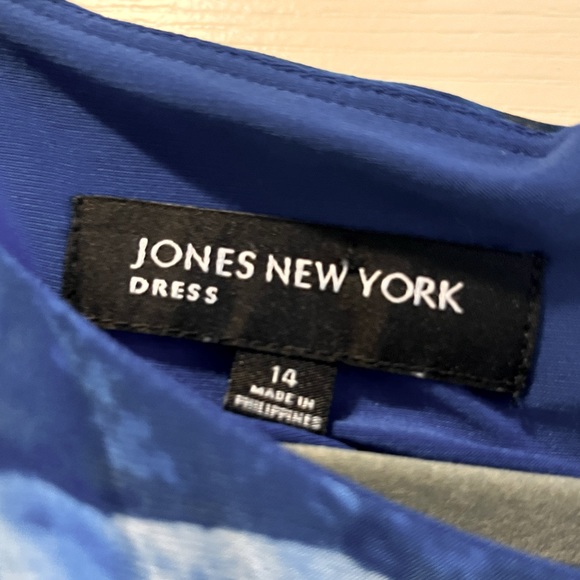 JONES NEW YORK
DRESS
14
MADE IN
PHILIPPINES